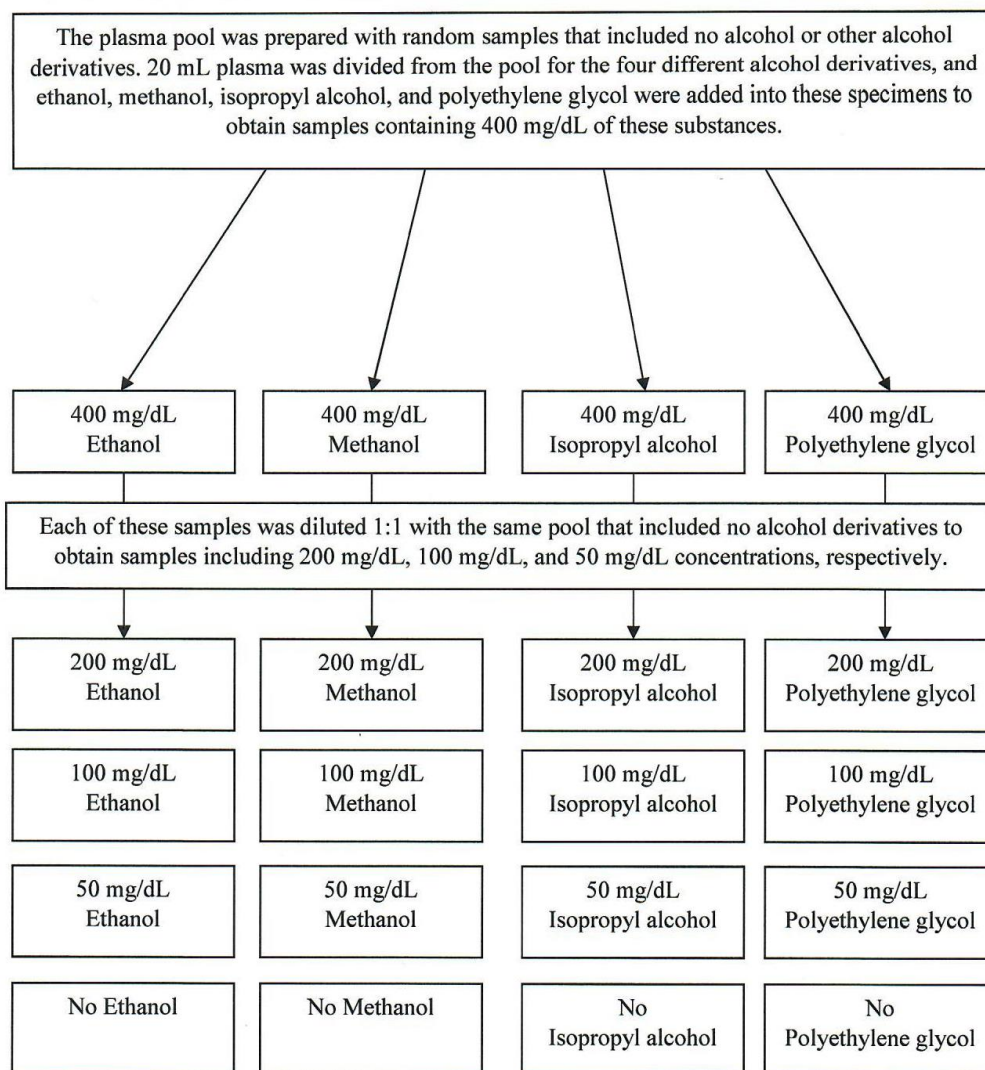 The plasma pool was prepared with random samples that included no alcohol or other alcohol
derivatives. 20 mL plasma was divided from the pool for the four different alcohol derivatives, and
ethanol, methanol, isopropyl alcohol, and polyethylene glycol were added into these specimens to
obtain samples containing 400 mg/dL of these substances.
400 mg/dL
Ethanol
400 mg/dL
Methanol
400 mg/dL
Isopropyl alcohol
400 mg/dL
Polyethylene glycol
Each of these samples was diluted 1:1 with the same pool that included no alcohol derivatives to
obtain samples including 200 mg/dL, 100 mg/dL, and 50 mg/dL concentrations, respectively.
200 mg/dL
Ethanol
200 mg/dL
Methanol
200 mg/dL
Isopropyl alcohol
200 mg/dL
Polyethylene glycol
100 mg/dL
Ethanol
100 mg/dL
Methanol
100 mg/dL
Isopropyl alcohol
100 mg/dL
Polyethylene glycol
50 mg/dL
Ethanol
50 mg/dL
Methanol
50 mg/dL
Isopropyl alcohol
50 mg/dL
Polyethylene glycol
No Ethanol
No Methanol
No
Isopropyl alcohol
No
Polyethylene glycol